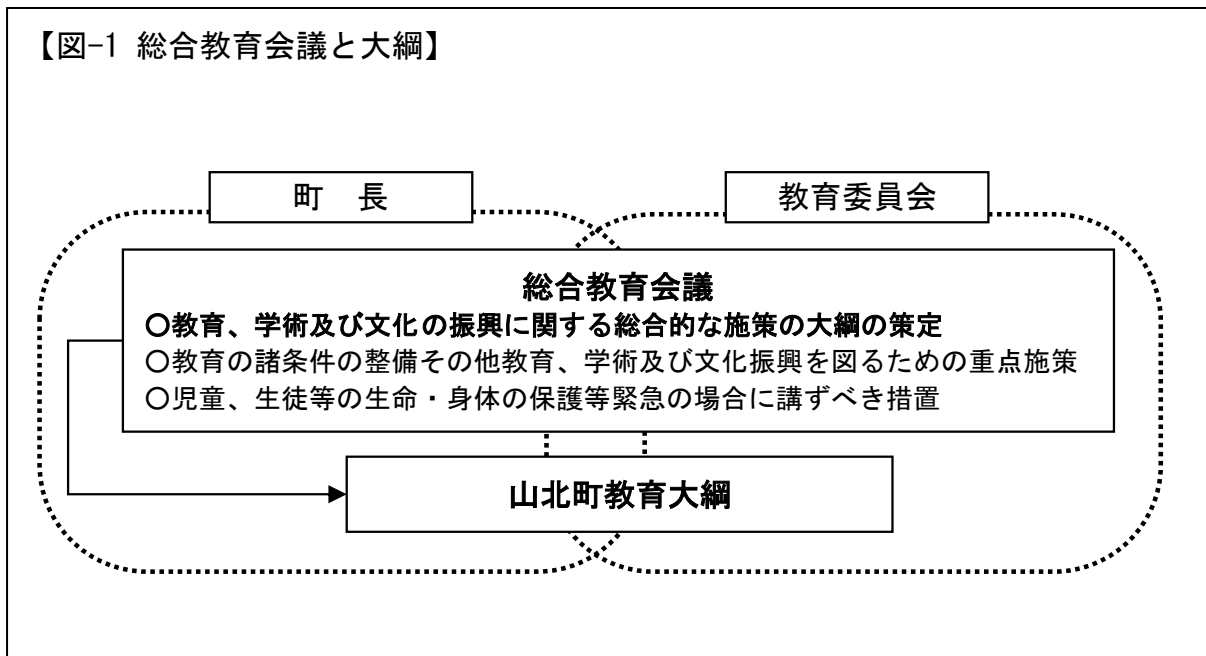 【図-1 総合教育会議と大綱】
町　長
教育委員会
総合教育会議
○教育、学術及び文化の振興に関する総合的な施策の大綱の策定
○教育の諸条件の整備その他教育、学術及び文化振興を図るための重点施策
○児童、生徒等の生命・身体の保護等緊急の場合に講ずべき措置
山北町教育大綱